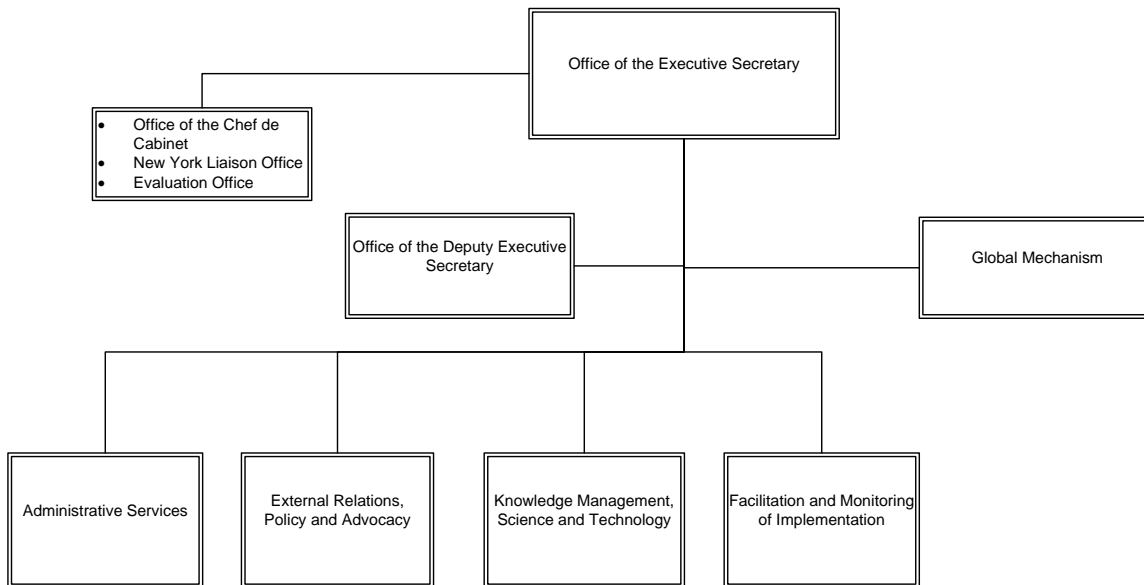 Office of the Executive Secretary
• Office of the Chef de
Cabinet
• New York Liaison Office
• Evaluation Office
Office of the Deputy Executive
Secretary
Global Mechanism
Administrative Services
External Relations,
Policy and Advocacy
Knowledge Management,
Science and Technology
Facilitation and Monitoring
of Implementation